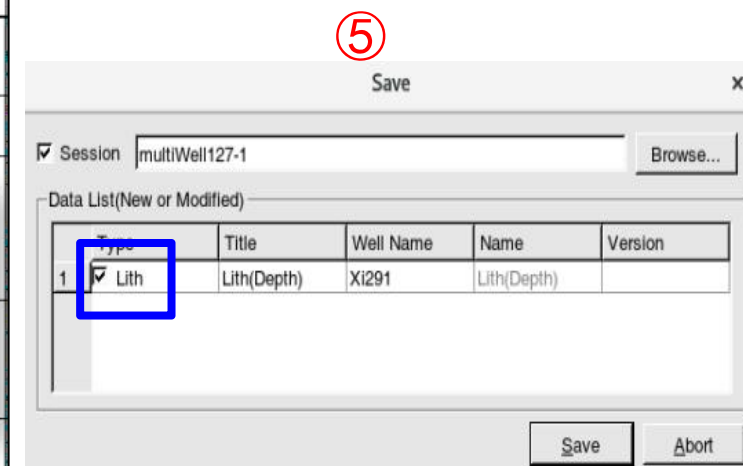 ⑤
Save x
Session multiWell127-1 Browse...
Data List(New or Modified)
Type Title Well Name Name Version
1 Lith Lith(Depth) Xi291 Lith(Depth)
Save Abort